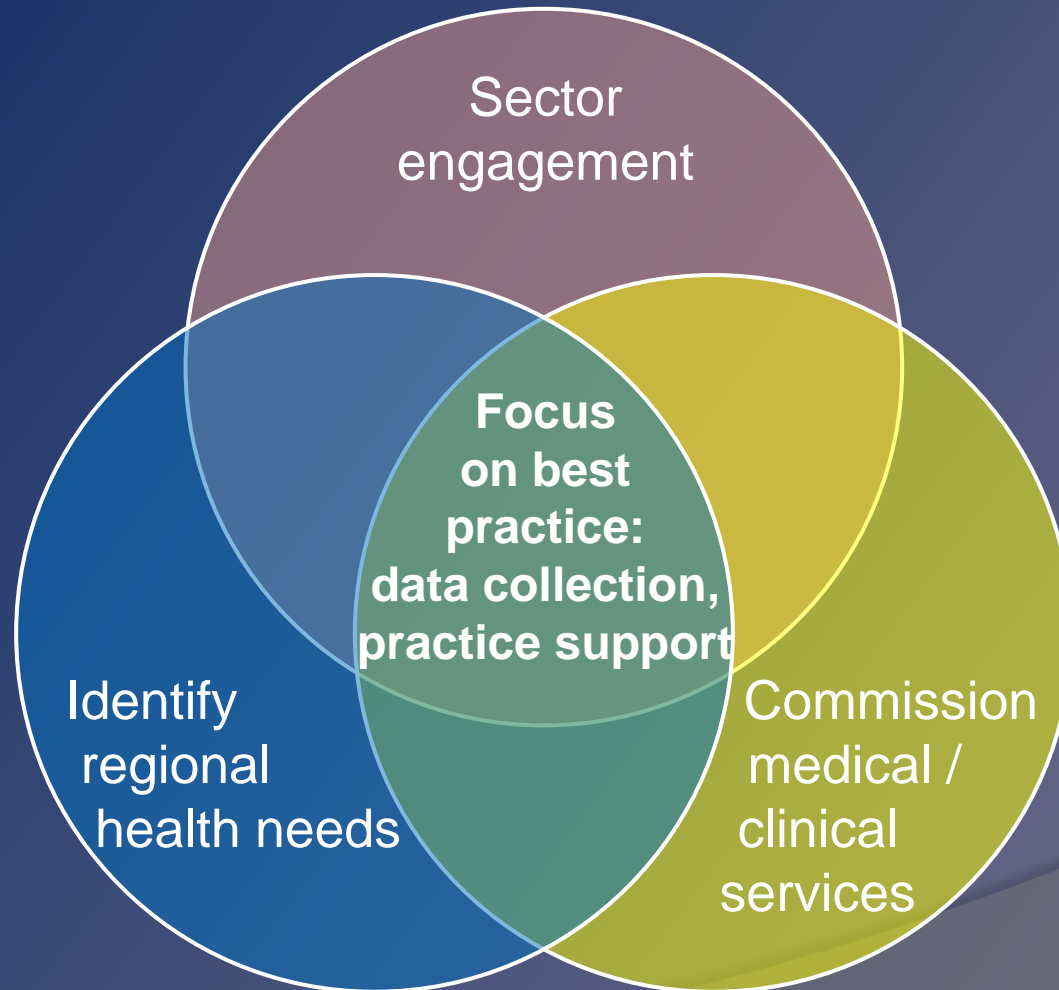 Sector
engagement
Focus
on best
practice:
data collection,
practice support
Identify
regional
health needs
Commission
medical /
clinical
services